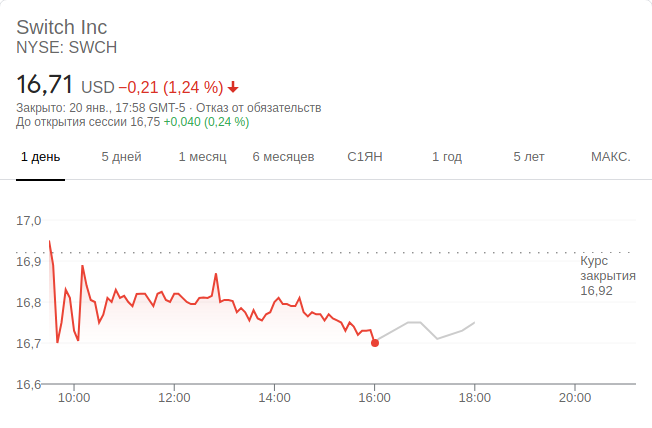 Switch Inc
NYSE: SWCH
16,71 USD −0,21 (1,24 %)
Закрыто: 20 янв., 17:58 GMT-5 · Отказ от обязательств
До открытия сессии 16,75 +0,040 (0,24 %)
1 день 5 дней 1 месяц 6 месяцев С1ЯН 1 год 5 лет МАКС.
17,0
16,9
16,8
16,7
16,6
Курс
закрытия
16,92
10:00 12:00 14:00 16:00 18:00 20:00